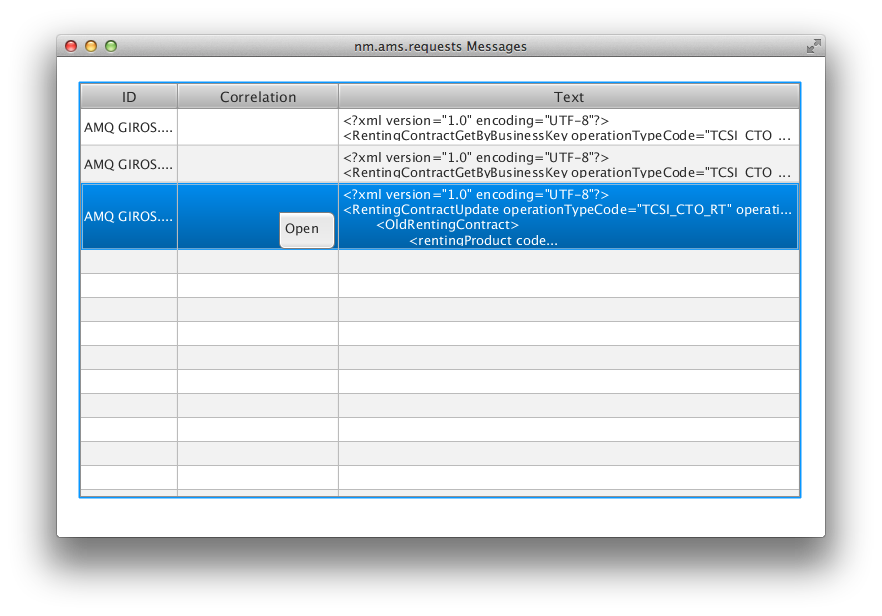 nm.ams.requests Messages
ID Correlation Text
AMQ GIROS.... <?xml version="1.0" encoding="UTF-8"?>
<RentingContractGetByBusinessKey operationTypeCode="TCSI_CTO_...
AMQ GIROS.... <?xml version="1.0" encoding="UTF-8"?>
<RentingContractGetByBusinessKey operationTypeCode="TCSI_CTO_...
AMQ GIROS.... <?xml version="1.0" encoding="UTF-8"?>
<RentingContractUpdate operationTypeCode="TCSI_CTO_RT" operati...
Open <OldRentingContract>
<rentingProduct code...